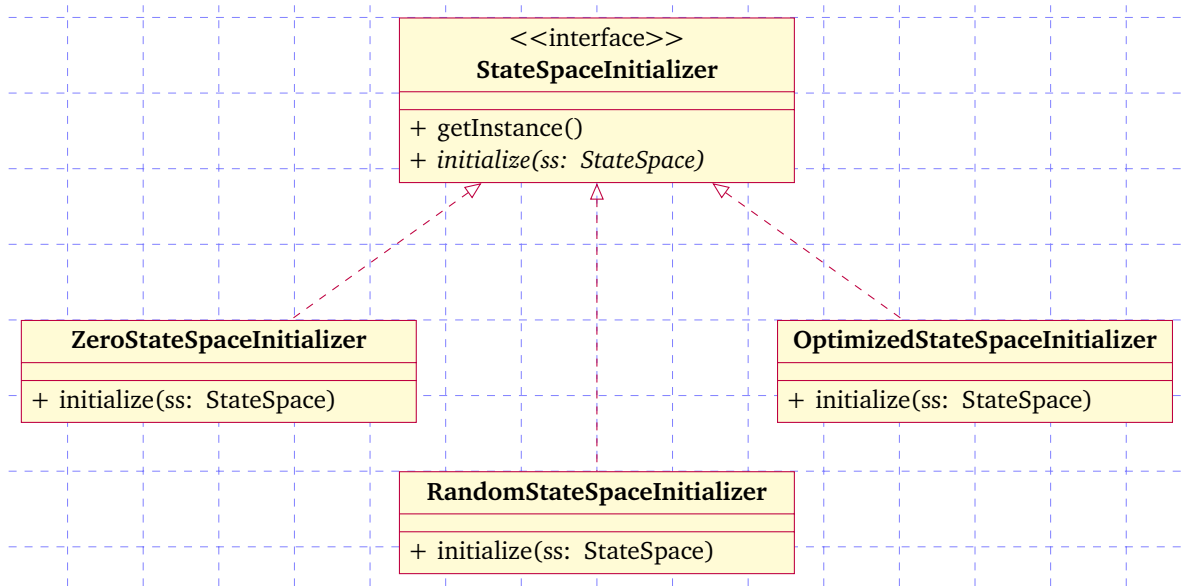 <<interface>>
StateSpaceInitializer
+ getInstance()
+ initialize(ss: StateSpace)
ZeroStateSpaceInitializer
+ initialize(ss: StateSpace)
OptimizedStateSpaceInitializer
+ initialize(ss: StateSpace)
RandomStateSpaceInitializer
+ initialize(ss: StateSpace)